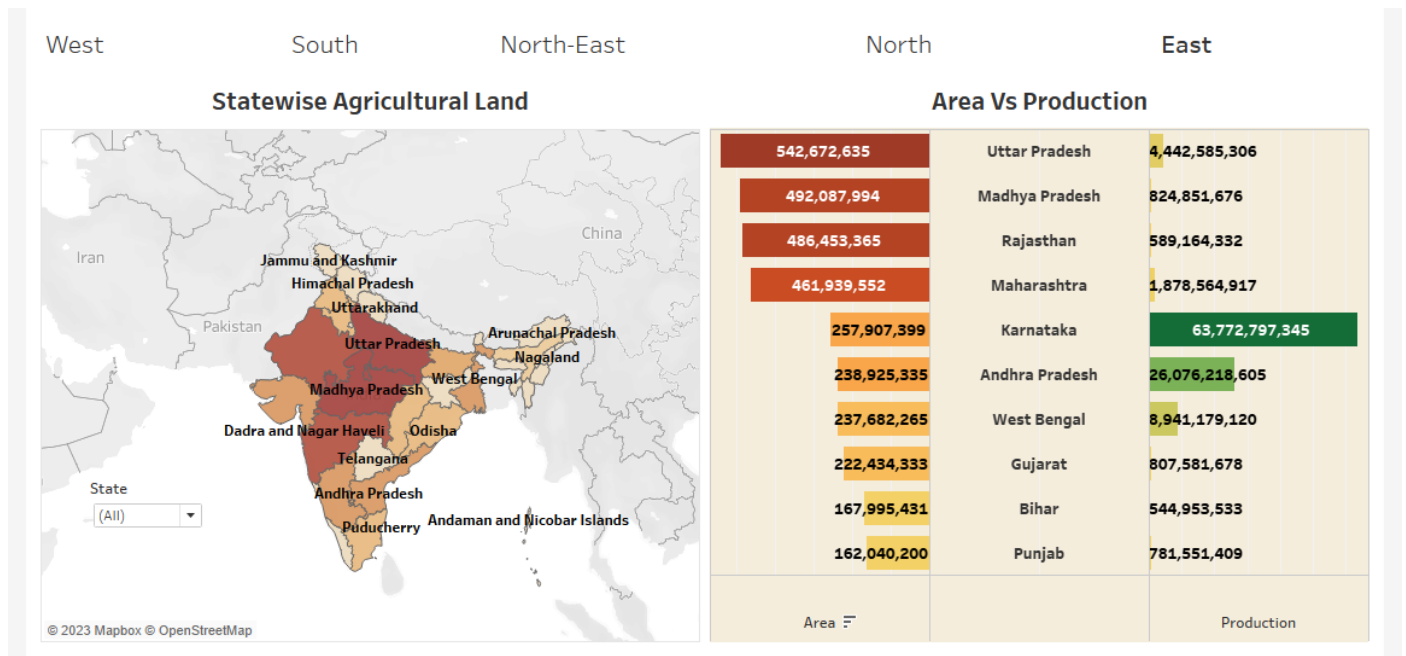 West
South
North-East
North
East
Statewise Agricultural Land
Iran
China
Pakistan
Jammu and Kashmir
Himachal Pradesh
Uttarakhand
Arunachal Pradesh
Uttar Pradesh
Nagaland
West Bengal
Madhya Pradesh
Dadra and Nagar Haveli
Odisha
Telangana
State
(All)
Andhra Pradesh
Puducherry
Andaman and Nicobar Islands
© 2023 Mapbox © OpenStreetMap
Area Vs Production
542,672,635 Uttar Pradesh 4,442,585,306
492,087,994 Madhya Pradesh 824,851,676
486,453,365 Rajasthan 589,164,332
461,939,552 Maharashtra 1,878,564,917
257,907,399 Karnataka 63,772,797,345
238,925,335 Andhra Pradesh 26,076,218,605
237,682,265 West Bengal 8,941,179,120
222,434,333 Gujarat 807,581,678
167,995,431 Bihar 544,953,533
162,040,200 Punjab 781,551,409
Area Production